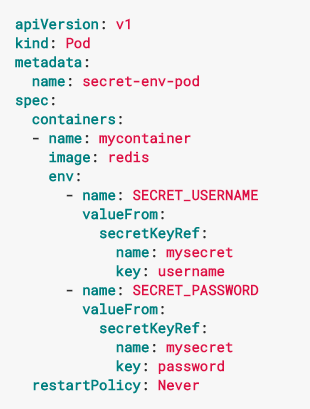 apiVersion: v1
kind: Pod
metadata:
  name: secret-env-pod
spec:
  containers:
  - name: mycontainer
    image: redis
    env:
      - name: SECRET_USERNAME
        valueFrom:
          secretKeyRef:
            name: mysecret
            key: username
      - name: SECRET_PASSWORD
        valueFrom:
          secretKeyRef:
            name: mysecret
            key: password
  restartPolicy: Never